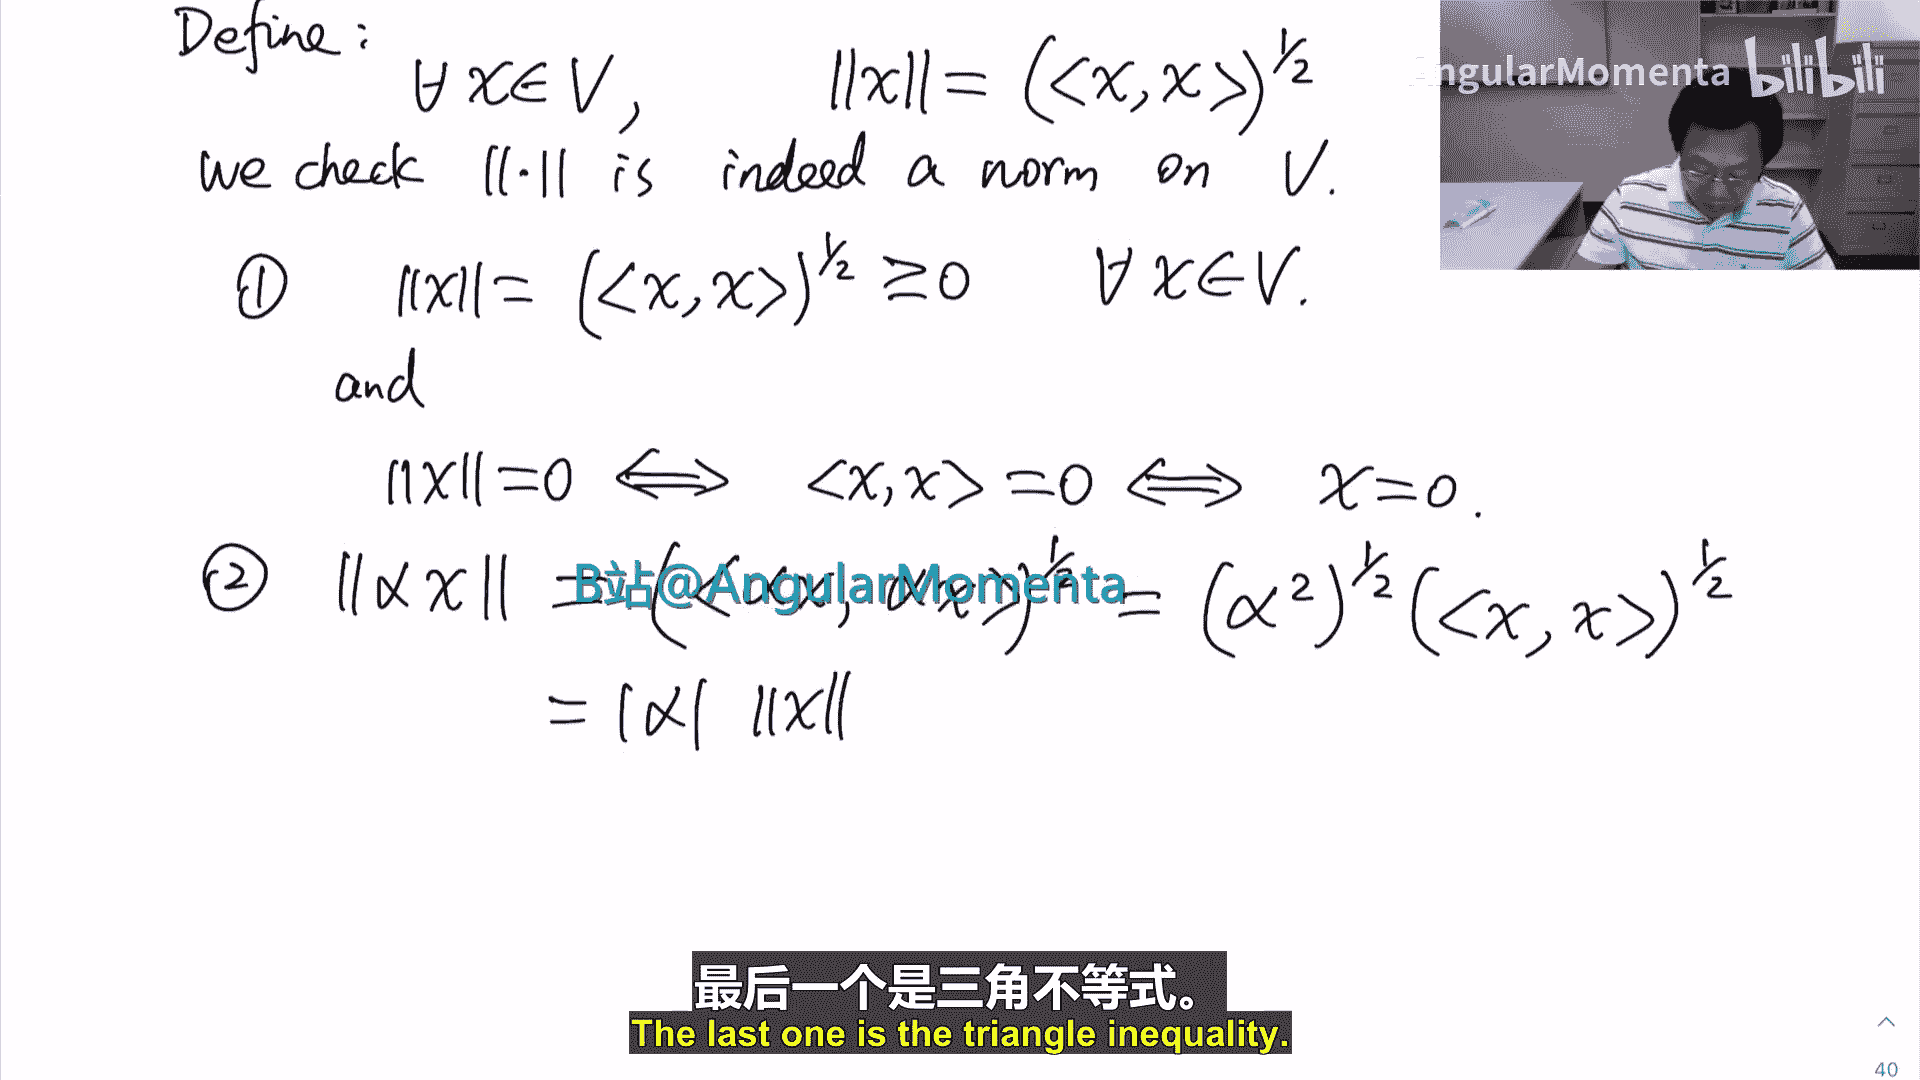 Define:
∀ x∈V, ||x|| = (<x, x>)^½
we check ||·|| is indeed a norm on V.
① ||x|| = (<x, x>)^½ ≥0 ∀ x∈V.
and
||x|| =0 ⟺ <x, x> =0 ⟺ x=0.
② ||αx|| = (<αx, αx>)^½ = (α²)^½ (<x, x>)^½
= |α| ||x||
AngularMomenta bilibili
B站@AngularMomenta
最后一个是三角不等式。
The last one is the triangle inequality.
40